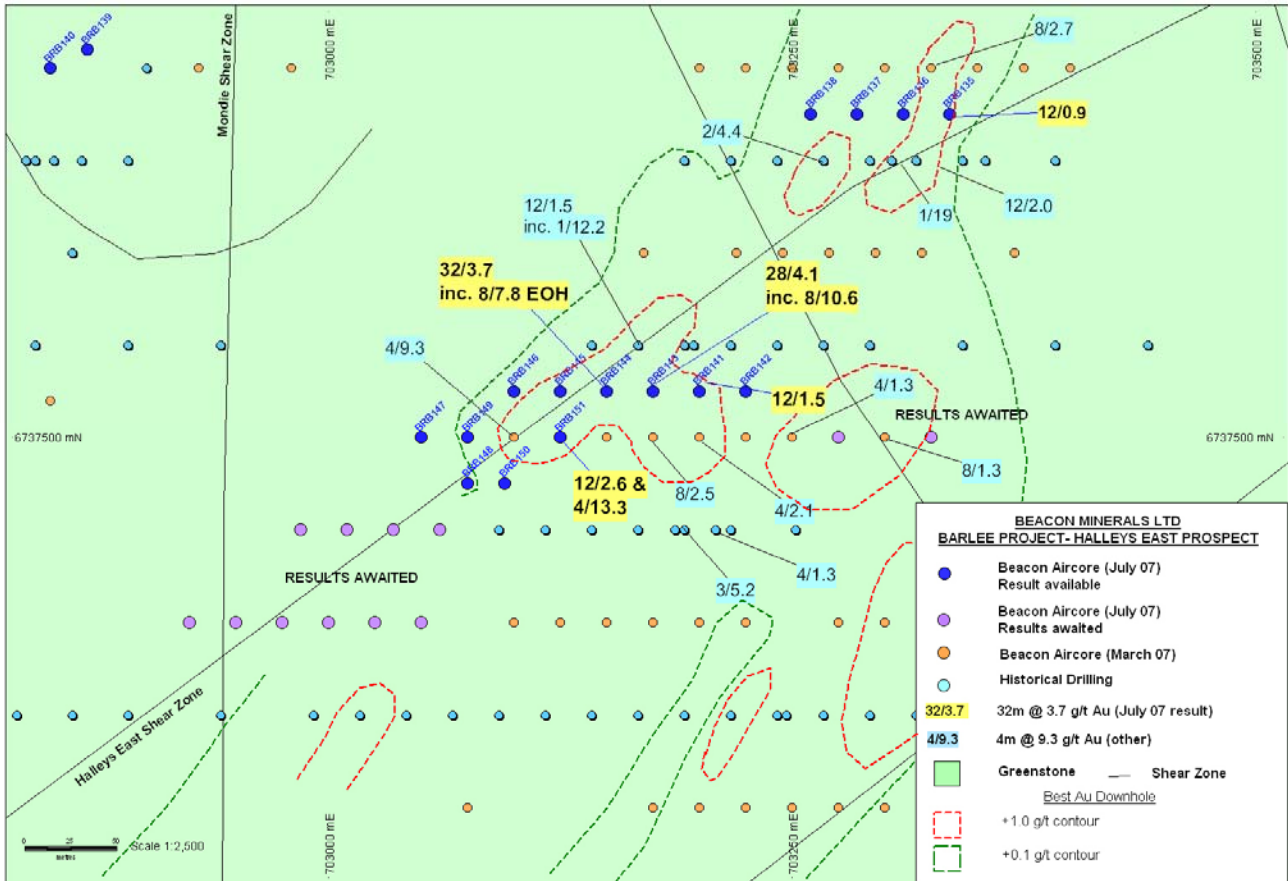 BRB140
BRB139
Mondie Shear Zone
703000 mE
703250 mE
703500 mE
8/2.7
BRB138
BRB137
BRB136
BRB135
12/0.9
2/4.4
12/1.5
inc. 1/12.2
1/19
12/2.0
32/3.7
inc. 8/7.8 EOH
28/4.1
inc. 8/10.6
4/9.3
BRB146
BRB145
BRB144
BRB143
BRB141
BRB142
12/1.5
4/1.3
RESULTS AWAITED
BRB147
BRB149
BRB151
6737500 mN
6737500 mN
BRB148
BRB150
12/2.6 &
4/13.3
8/2.5
4/2.1
8/1.3
RESULTS AWAITED
3/5.2
4/1.3
Halleys East Shear Zone
703000 mE
703250 mE
Scale 1:2,500
metres
BEACON MINERALS LTD
BARLEE PROJECT- HALLEYS EAST PROSPECT
Beacon Aircore (July 07)
Result available
Beacon Aircore (July 07)
Results awaited
Beacon Aircore (March 07)
Historical Drilling
32/3.7 32m @ 3.7 g/t Au (July 07 result)
4/9.3 4m @ 9.3 g/t Au (other)
Greenstone Shear Zone
Best Au Downhole
+1.0 g/t contour
+0.1 g/t contour